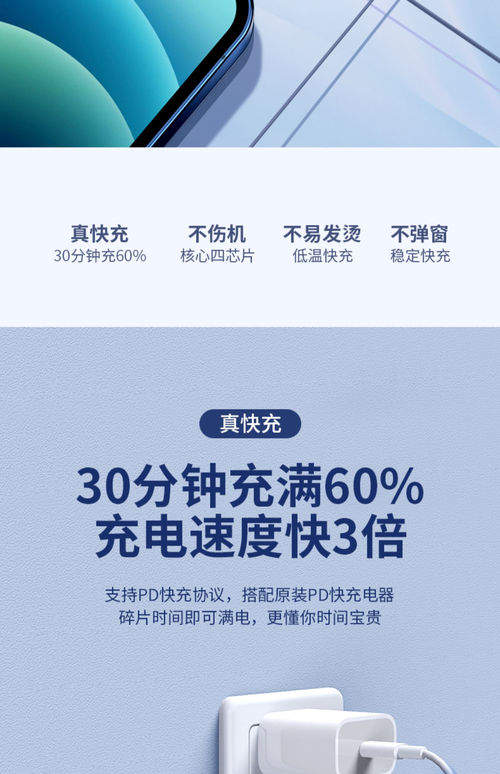 真快充 不伤机 不易发烫 不弹窗
30分钟充60% 核心四芯片 低温快充 稳定快充
真快充
30分钟充满60%
充电速度快3倍
支持PD快充协议，搭配原装PD快充电器
碎片时间即可满电，更懂你时间宝贵